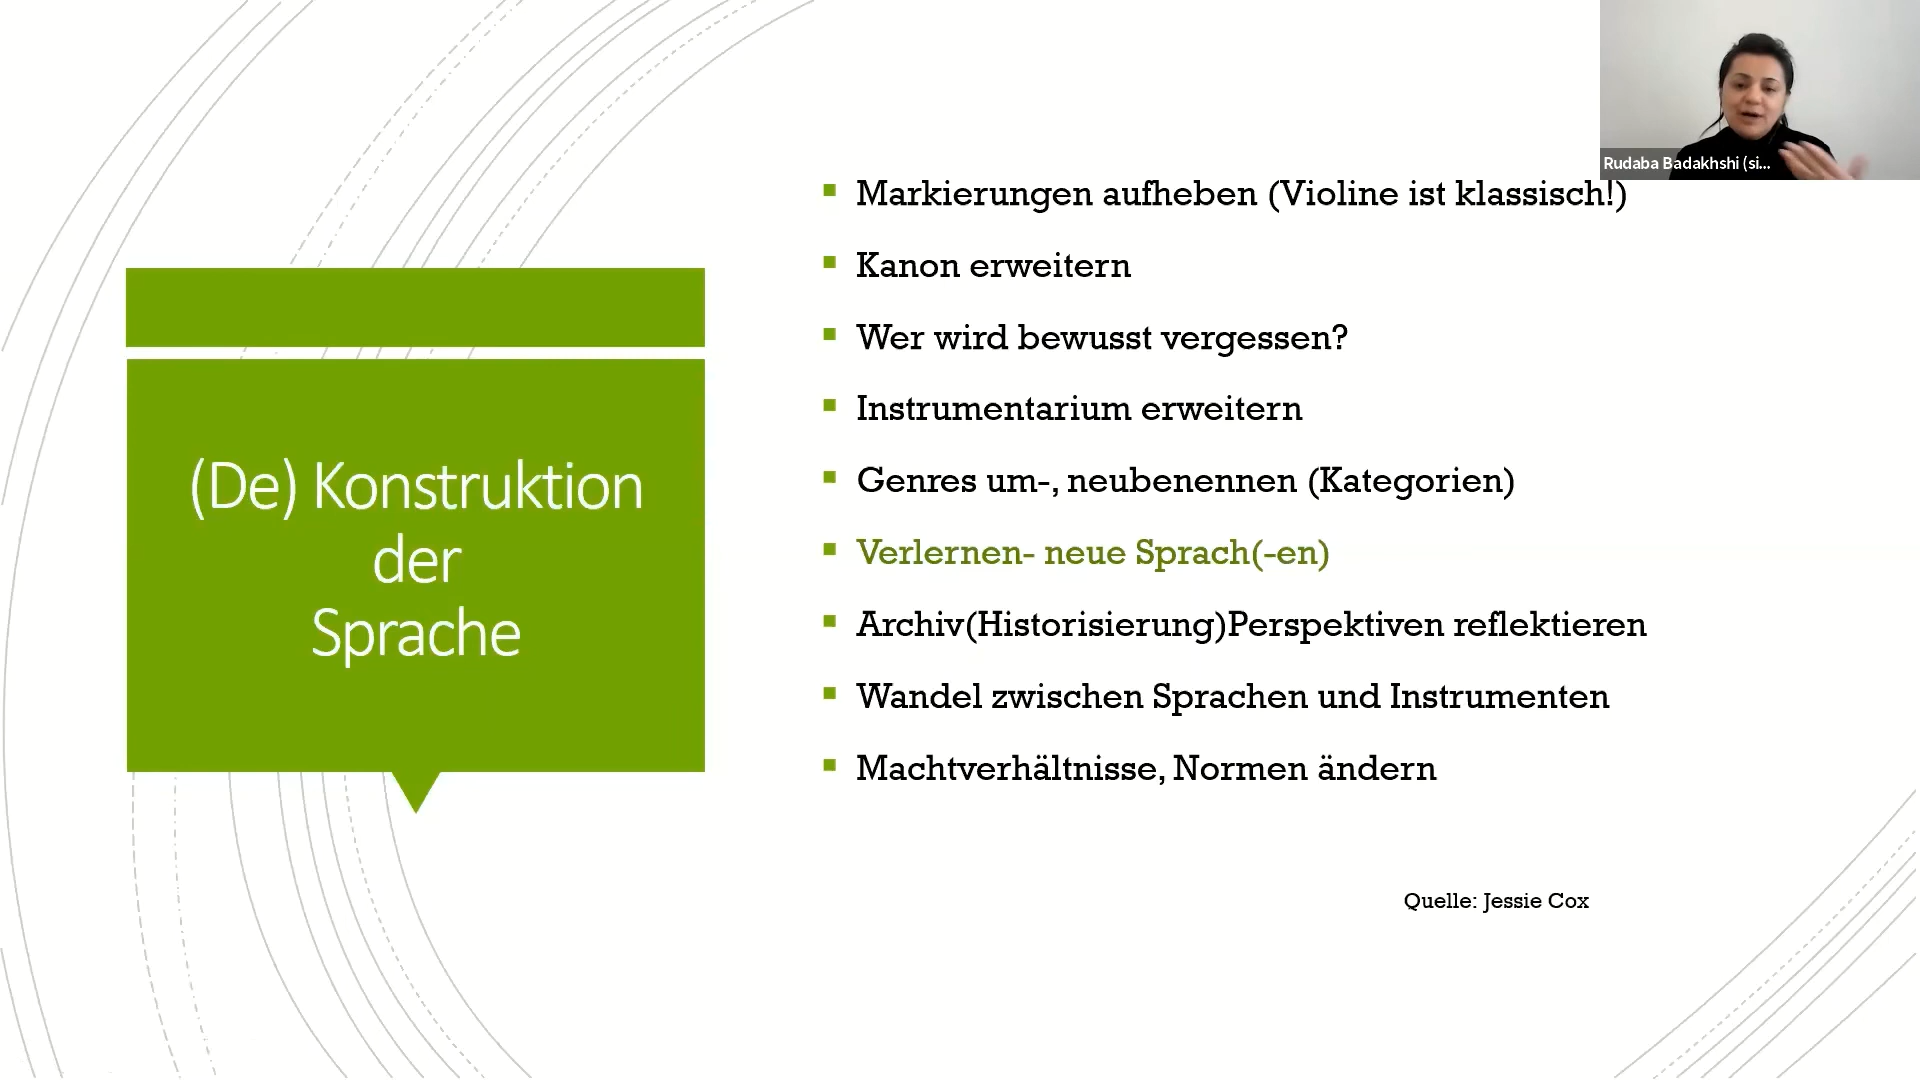 Rudaba Badakhshi (si...
Markierungen aufheben (Violine ist klassisch!)
Kanon erweitern
Wer wird bewusst vergessen?
Instrumentarium erweitern
Genres um-, neubenennen (Kategorien)
Verlernen- neue Sprach(-en)
Archiv(Historisierung)Perspektiven reflektieren
Wandel zwischen Sprachen und Instrumenten
Machtverhältnisse, Normen ändern
(De) Konstruktion
der
Sprache
Quelle: Jessie Cox